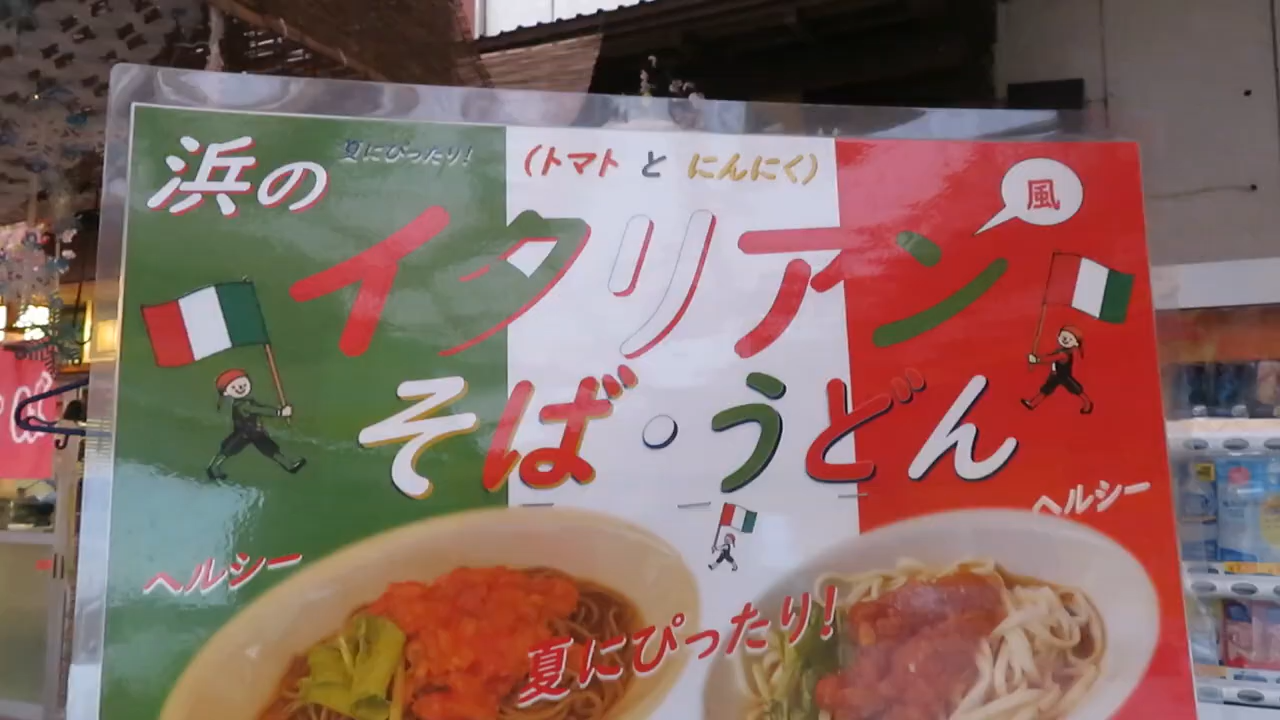 浜の
夏にぴったり!
(トマト と にんにく)
風
イタリアン
そば・うどん
ヘルシー
ヘルシー
夏にぴったり!